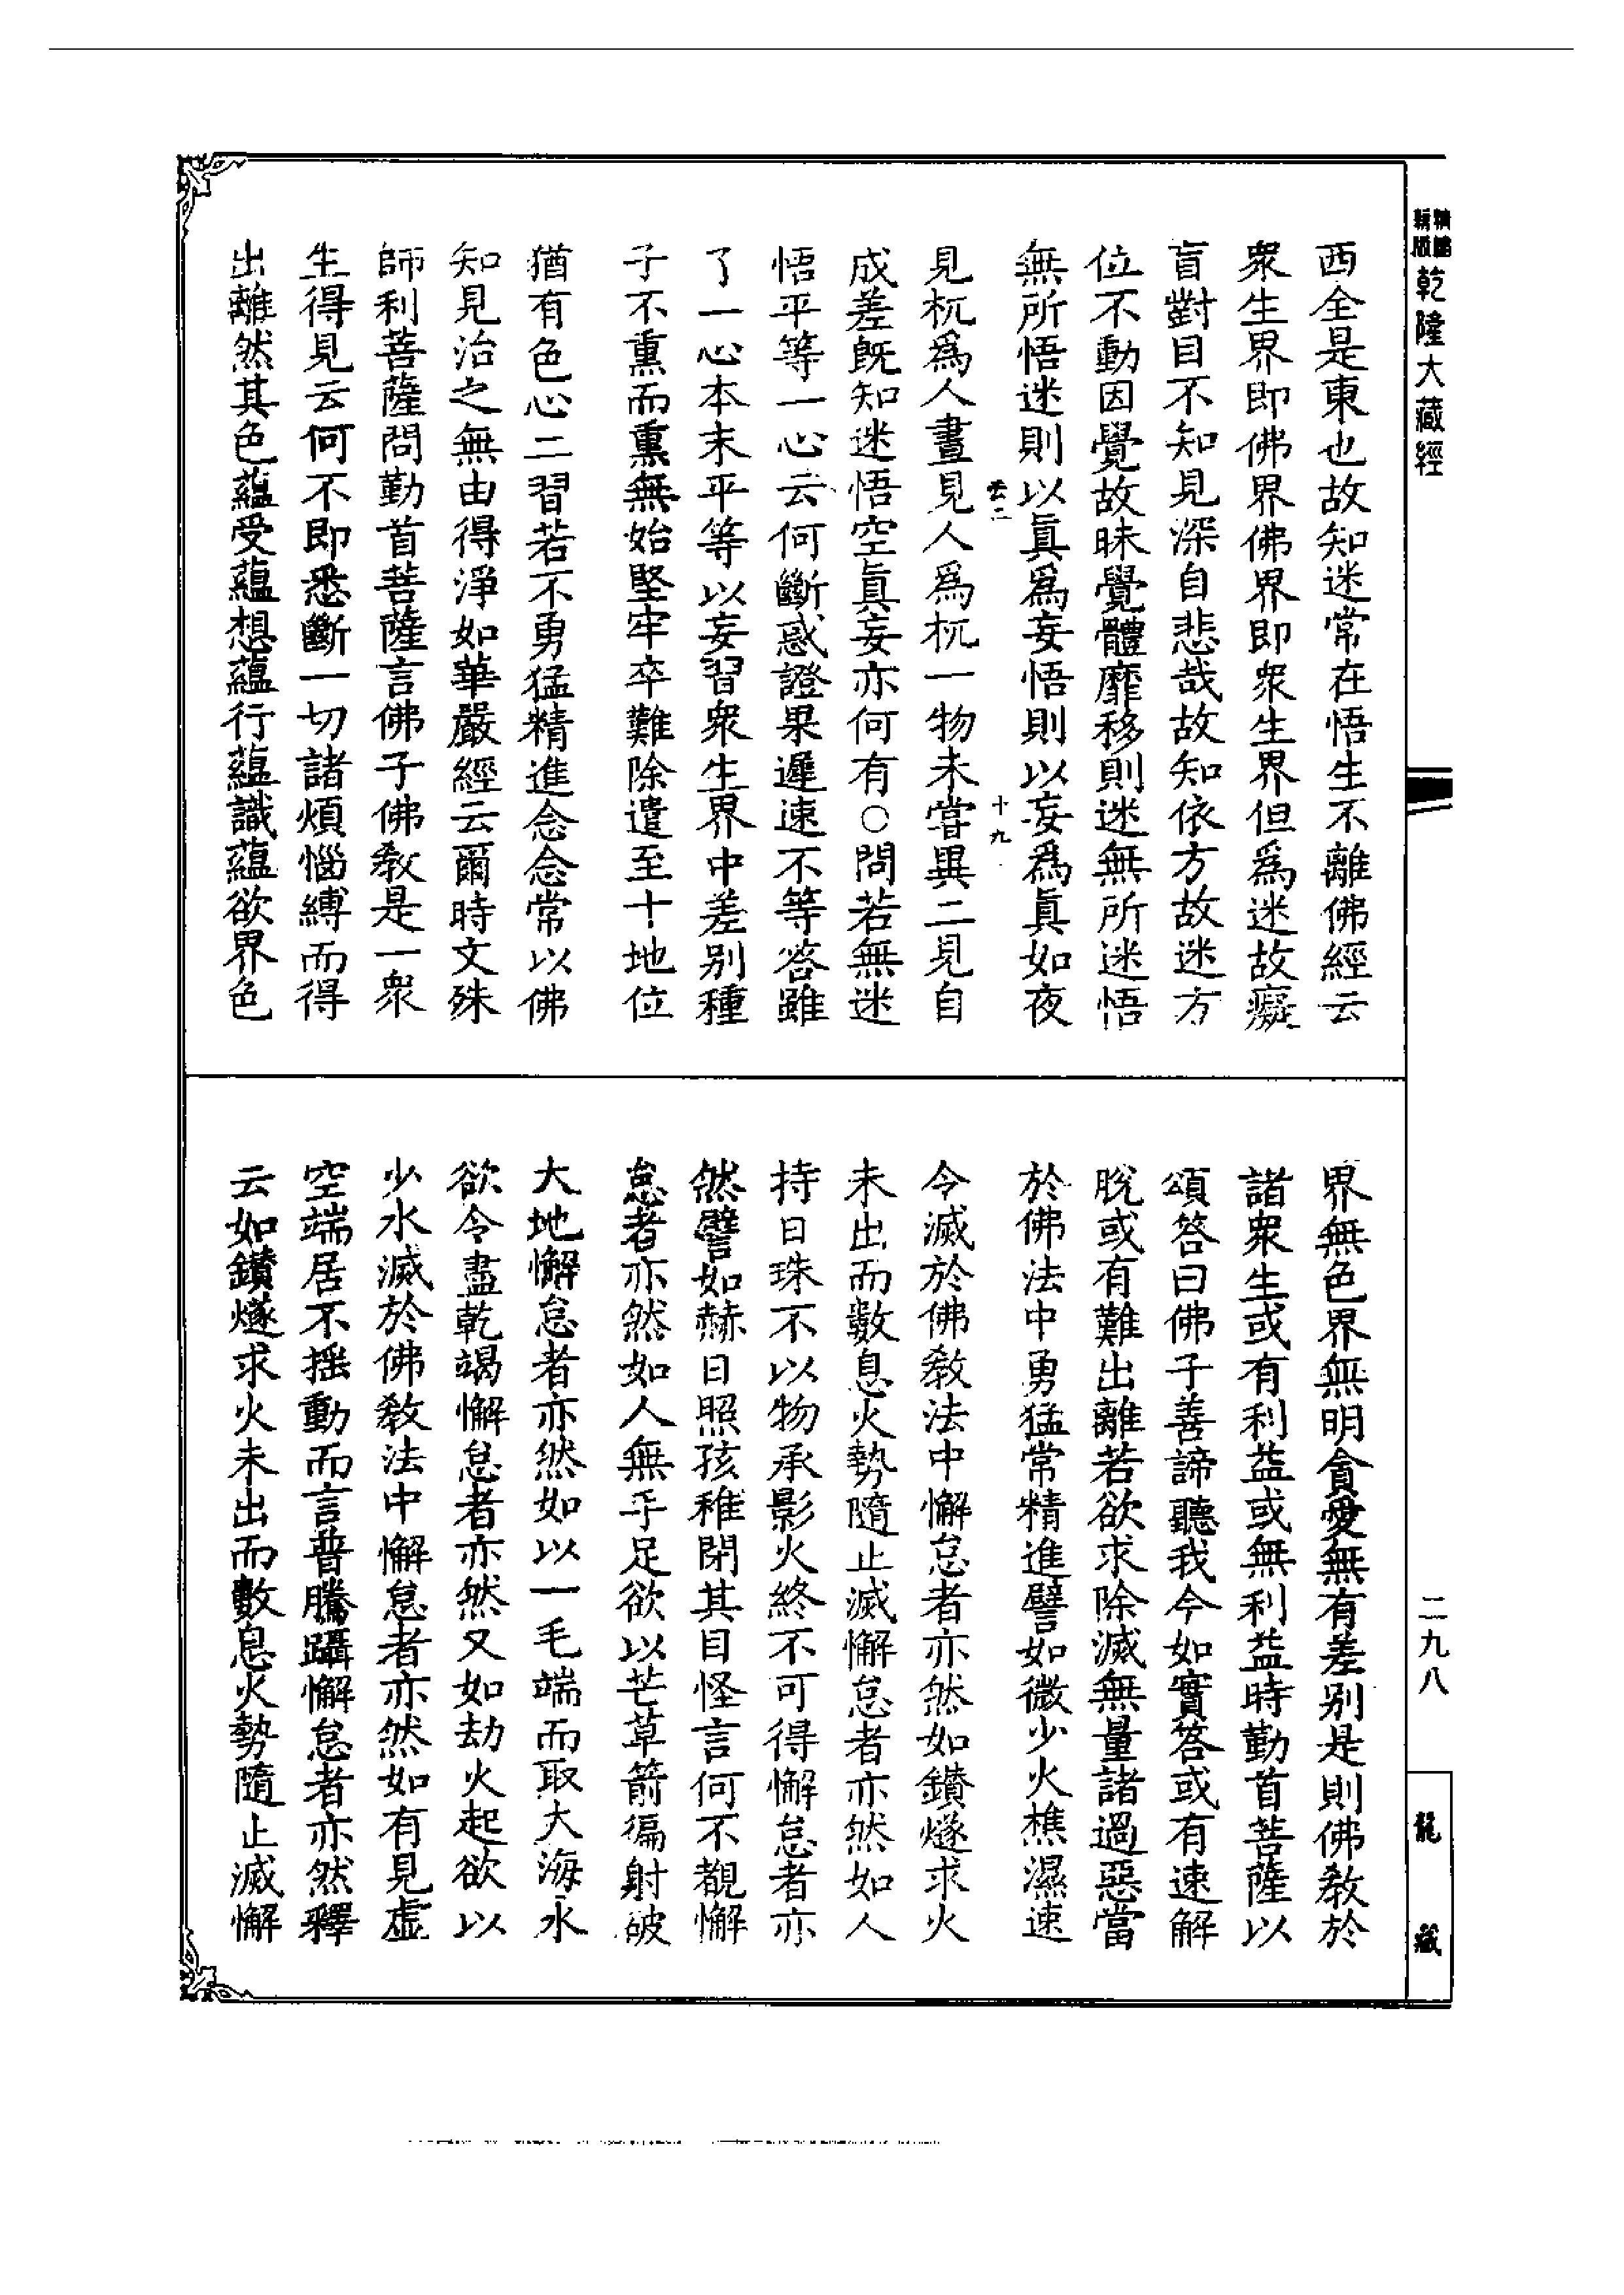 乾隆大藏經
西全是東也故知迷常在悟生不離佛經云
衆生界即佛界佛界即衆生界但爲迷故癡
盲對目不知見深自悲哉故知依方故迷方
位不動因覺故昧覺體靡移則迷無所迷悟
無所悟迷則以眞爲妄悟則以妄爲眞如夜
十九
見杌爲人晝見人爲杌一物未嘗異二見自
成差旣知迷悟空眞妄亦何有○問若無迷
悟平等一心云何斷惑證果遲速不等答雖
了一心本末平等以妄習衆生界中差别種
子不熏而熏無始堅牢卒難除遣至十地位
猶有色心二習若不勇猛精進念念常以佛
知見治之無由得淨如華嚴經云爾時文殊
師利菩薩問勤首菩薩言佛子佛敎是一衆
生得見云何不即悉斷一切諸煩惱縛而得
出離然其色蘊受蘊想蘊行蘊識蘊欲界色
界無色界無明貪愛無有差别是則佛敎於
諸衆生或有利益或無利益時勤首菩薩以
頌答曰佛子善諦聽我今如實答或有速解
脫或有難出離若欲求除滅無量諸過惡當
於佛法中勇猛常精進譬如微少火樵濕速
令滅於佛敎法中懈怠者亦然如鑽燧求火
未出而數息火勢隨止滅懈怠者亦然如人
持日珠不以物承影火終不可得懈怠者亦
然譬如赫日照孩稚閉其目怪言何不覩懈
怠者亦然如人無手足欲以芒草箭徧射破
大地懈怠者亦然如以一毛端而取大海水
欲令盡乾竭懈怠者亦然又如劫火起欲以
少水滅於佛敎法中懈怠者亦然如有見虚
空端居不揺動而言普騰躡懈怠者亦然釋
云如鑽燧求火未出而數息火勢隨止滅懈
二九八
龍藏